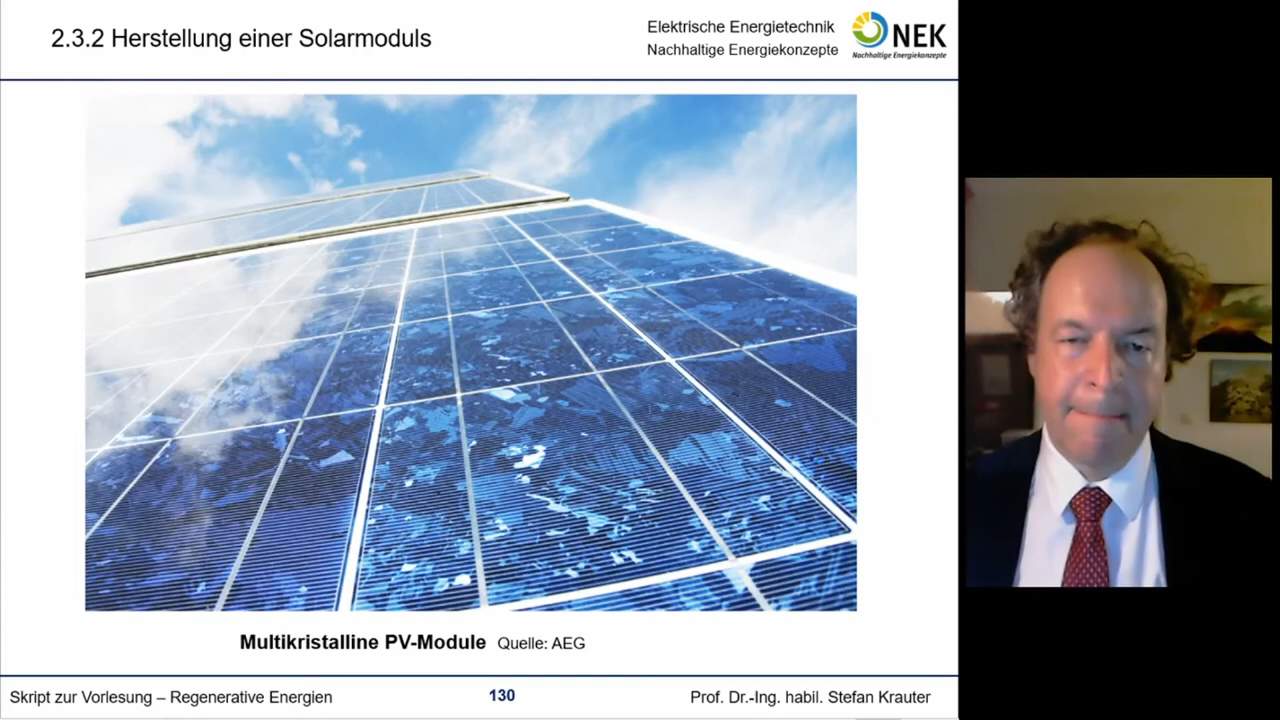 2.3.2 Herstellung einer Solarmoduls
Elektrische Energietechnik
Nachhaltige Energiekonzepte
NEK
Nachhaltige Energiekonzepte
Multikristalline PV-Module Quelle: AEG
Skript zur Vorlesung – Regenerative Energien
130
Prof. Dr.-Ing. habil. Stefan Krauter